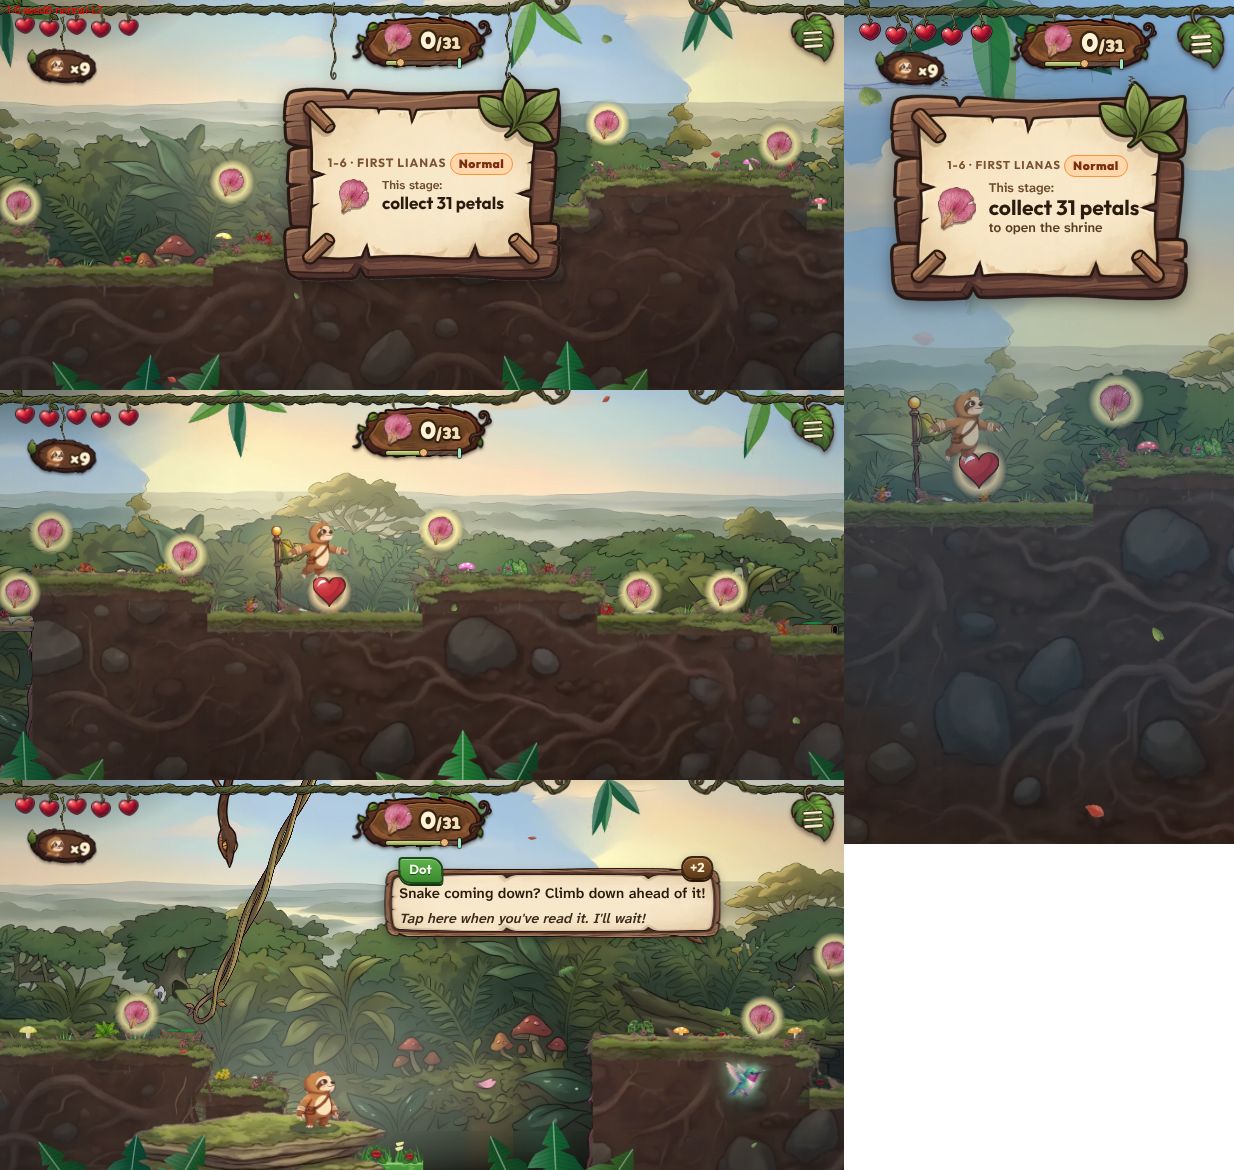 x9
0/31
1-6 · FIRST LIANAS Normal
This stage:
collect 31 petals
x9
0/31
1-6 · FIRST LIANAS Normal
This stage:
collect 31 petals
to open the shrine
x9
0/31
x9
0/31
Dot
+2
Snake coming down? Climb down ahead of it!
Tap here when you've read it. I'll wait!